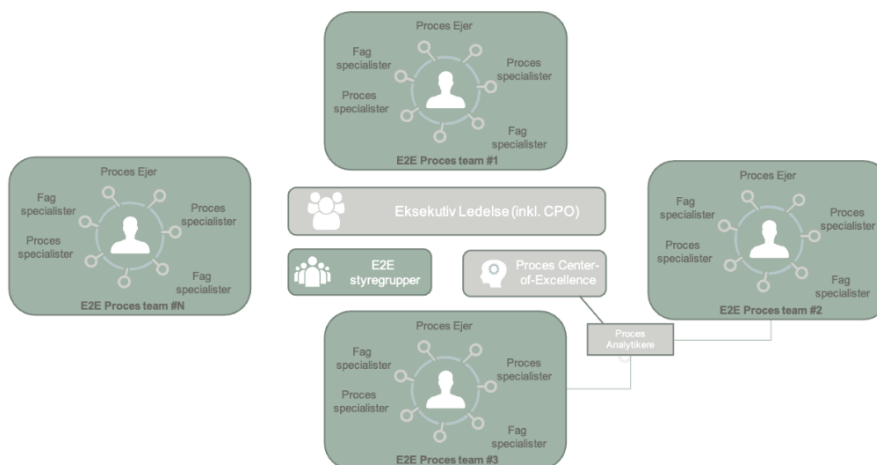 Proces Ejer
Fag
specialister
Proces
specialister
Proces
specialister
Fag
specialister
E2E Proces team #1
Proces Ejer
Fag
specialister
Proces
specialister
Proces
specialister
Fag
specialister
E2E Proces team #N
Eksekutiv Ledelse (inkl. CPO)
E2E
styregrupper
Proces Center-
of-Excellence
Proces Ejer
Fag
specialister
Proces
specialister
Proces
specialister
Fag
specialister
E2E Proces team #2
Proces
Analytikere
Proces Ejer
Fag
specialister
Proces
specialister
Proces
specialister
Fag
specialister
E2E Proces team #3